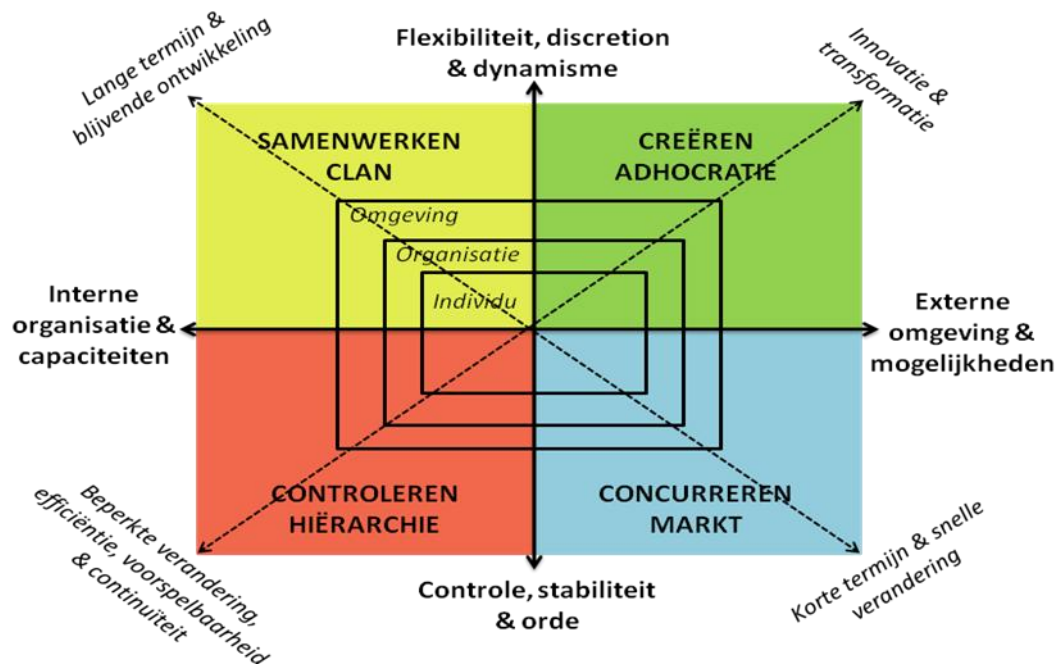 Lange termijn &
blijvende ontwikkeling
Flexibiliteit, discretion
& dynamisme
Innovatie &
transformatie
SAMENWERKEN
CLAN
CREËREN
ADHOCRATIE
Omgeving
Organisatie
Individu
Interne
organisatie &
capaciteiten
Externe
omgeving &
mogelijkheden
CONTROLEREN
HIËRARCHIE
CONCURREREN
MARKT
Beperkte verandering,
efficiëntie, voorspelbaarheid
& continuïteit
Controle, stabiliteit
& orde
Korte termijn & snelle
verandering